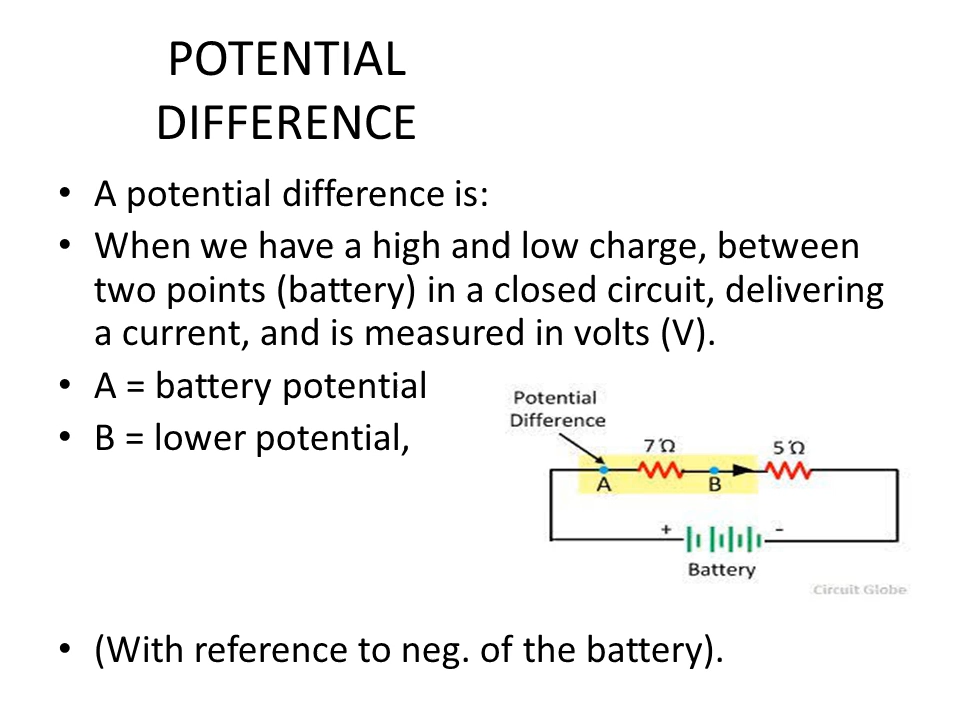 POTENTIAL
DIFFERENCE
• A potential difference is:
• When we have a high and low charge, between
two points (battery) in a closed circuit, delivering
a current, and is measured in volts (V).
• A = battery potential
• B = lower potential,
Potential
Difference
7 Ω
5 Ω
A
B
+
-
Battery
Circuit Globe
• (With reference to neg. of the battery).